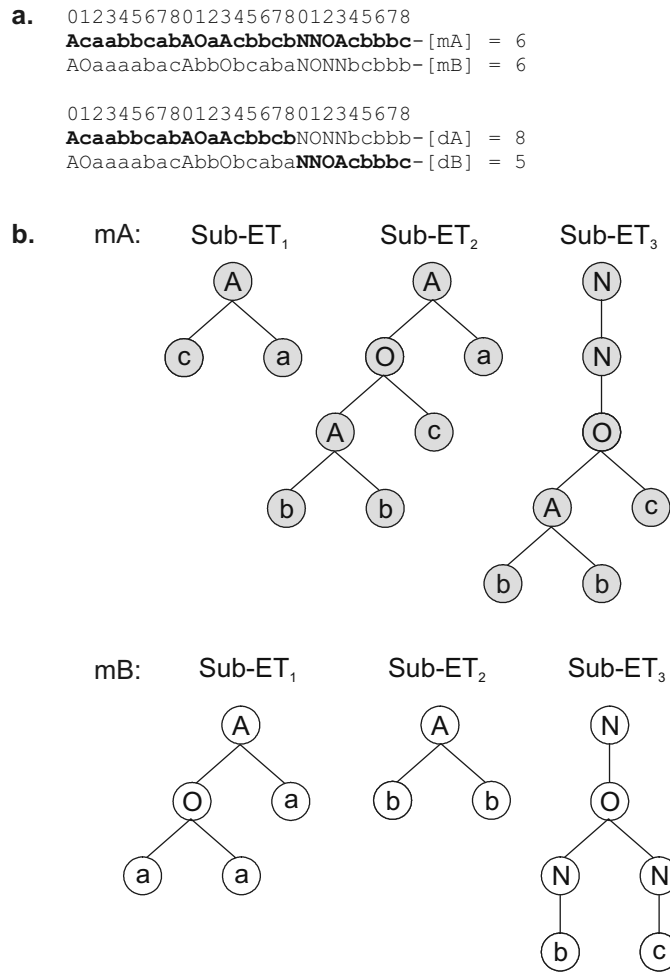 a.
012345678012345678012345678
AcaabbcabAOaAcbbcbNNOAcbbbc-[mA] = 6
AOaaaabacAbbObcabaNONNbcbbb-[mB] = 6
012345678012345678012345678
AcaabbcabAOaAcbbcbNONNbcbbb-[dA] = 8
AOaaaabacAbbObcabaNNOAcbbbc-[dB] = 5
b. mA: Sub-ET₁ Sub-ET₂ Sub-ET₃
A A N
c a O a N
A c O
b b A c
b b
mB: Sub-ET₁ Sub-ET₂ Sub-ET₃
A A N
O a b b O
a a N N
b c